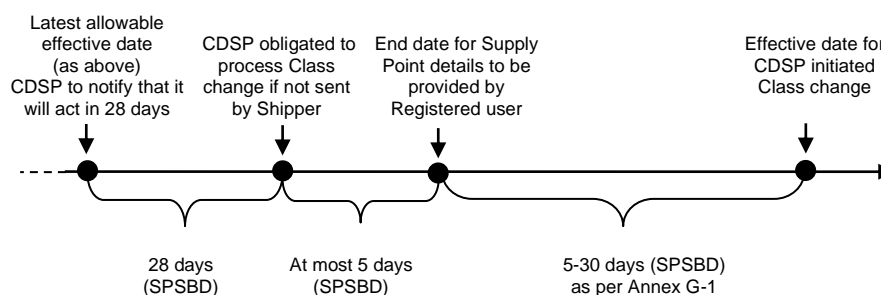 Latest allowable
effective date
(as above)
CDSP to notify that it
will act in 28 days
CDSP obligated to
process Class
change if not sent
by Shipper
End date for Supply
Point details to be
provided by
Registered user
Effective date for
CDSP initiated
Class change
28 days
(SPSBD)
At most 5 days
(SPSBD)
5-30 days (SPSBD)
as per Annex G-1